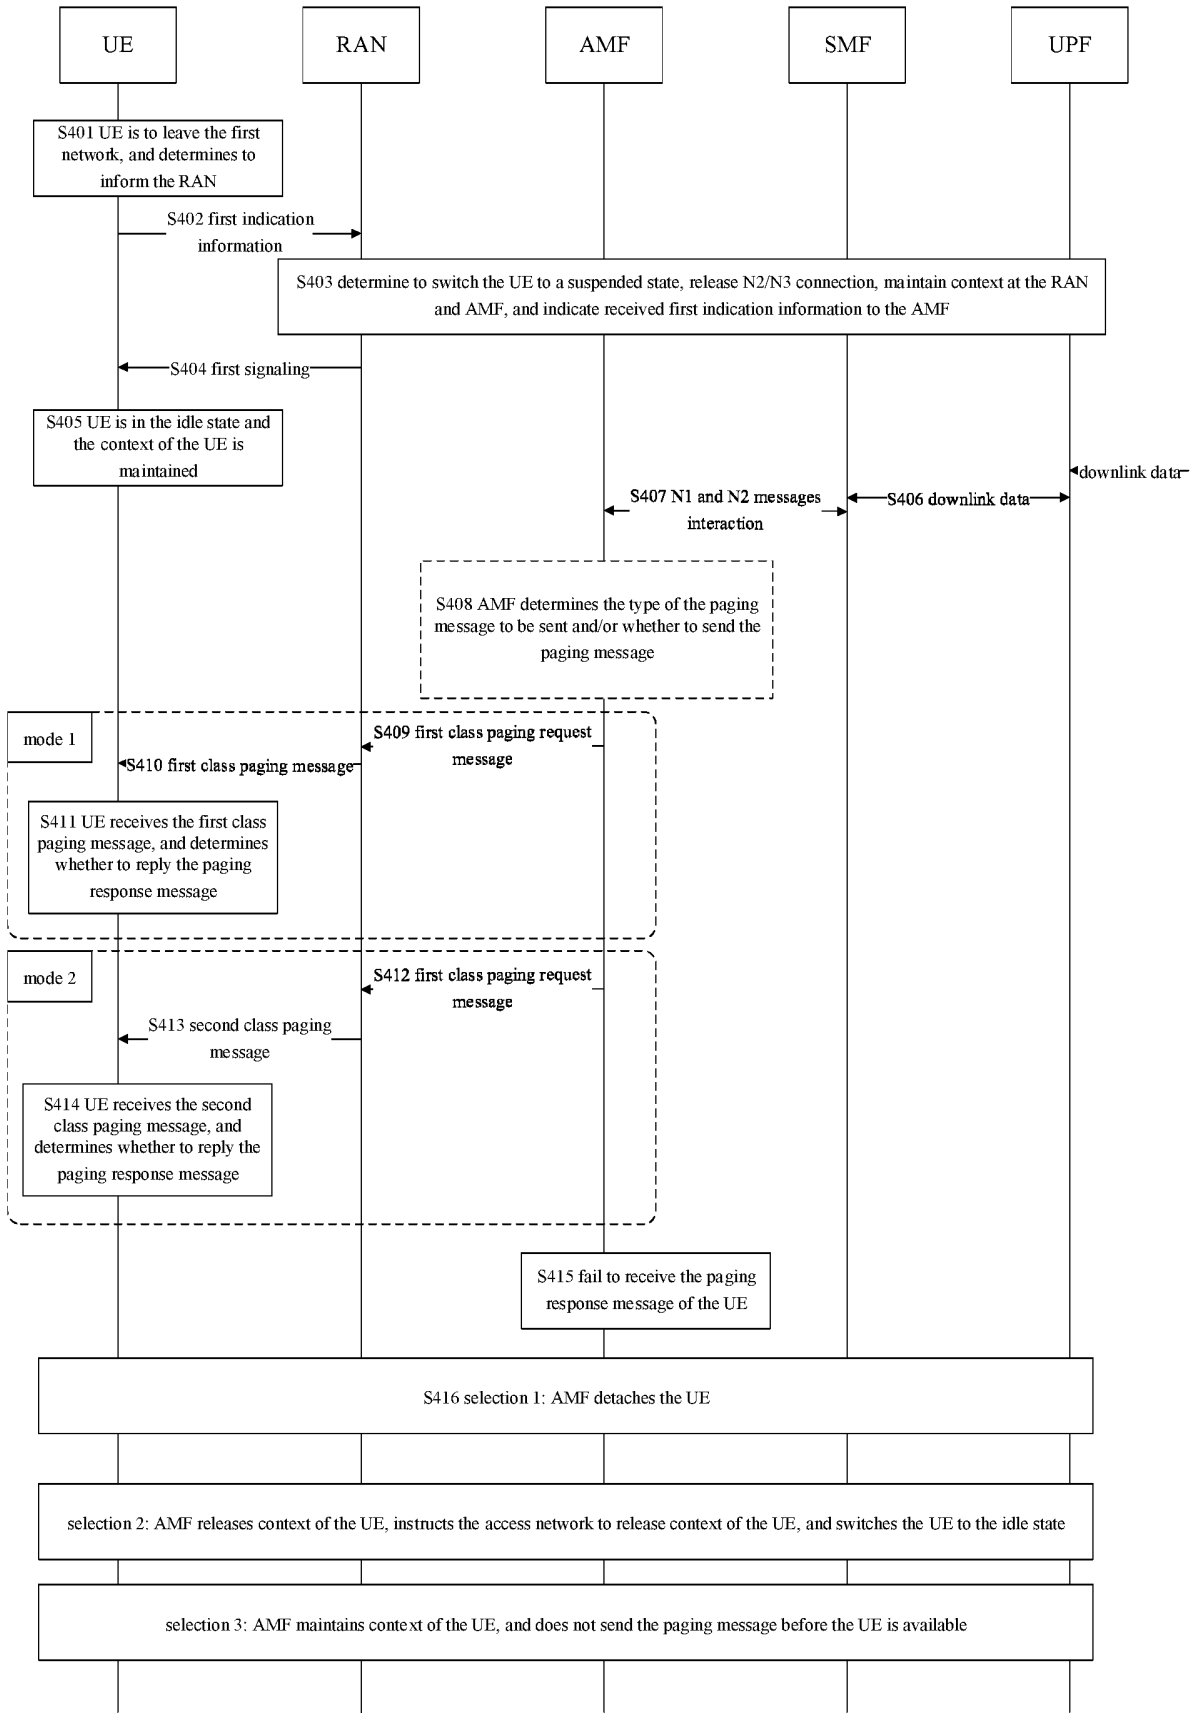 UE
RAN
AMF
SMF
UPF
S401 UE is to leave the first
network, and determines to
inform the RAN
S402 first indication
information
S403 determine to switch the UE to a suspended state, release N2/N3 connection, maintain context at the RAN
and AMF, and indicate received first indication information to the AMF
S404 first signaling
S405 UE is in the idle state and
the context of the UE is
maintained
downlink data
S406 downlink data
S407 N1 and N2 messages
interaction
S408 AMF determines the type of the paging
message to be sent and/or whether to send the
paging message
mode 1
S409 first class paging request
message
S410 first class paging message
S411 UE receives the first class
paging message, and determines
whether to reply the paging
response message
mode 2
S412 first class paging request
message
S413 second class paging
message
S414 UE receives the second
class paging message, and
determines whether to reply the
paging response message
S415 fail to receive the paging
response message of the UE
S416 selection 1: AMF detaches the UE
selection 2: AMF releases context of the UE, instructs the access network to release context of the UE, and switches the UE to the idle state
selection 3: AMF maintains context of the UE, and does not send the paging message before the UE is available